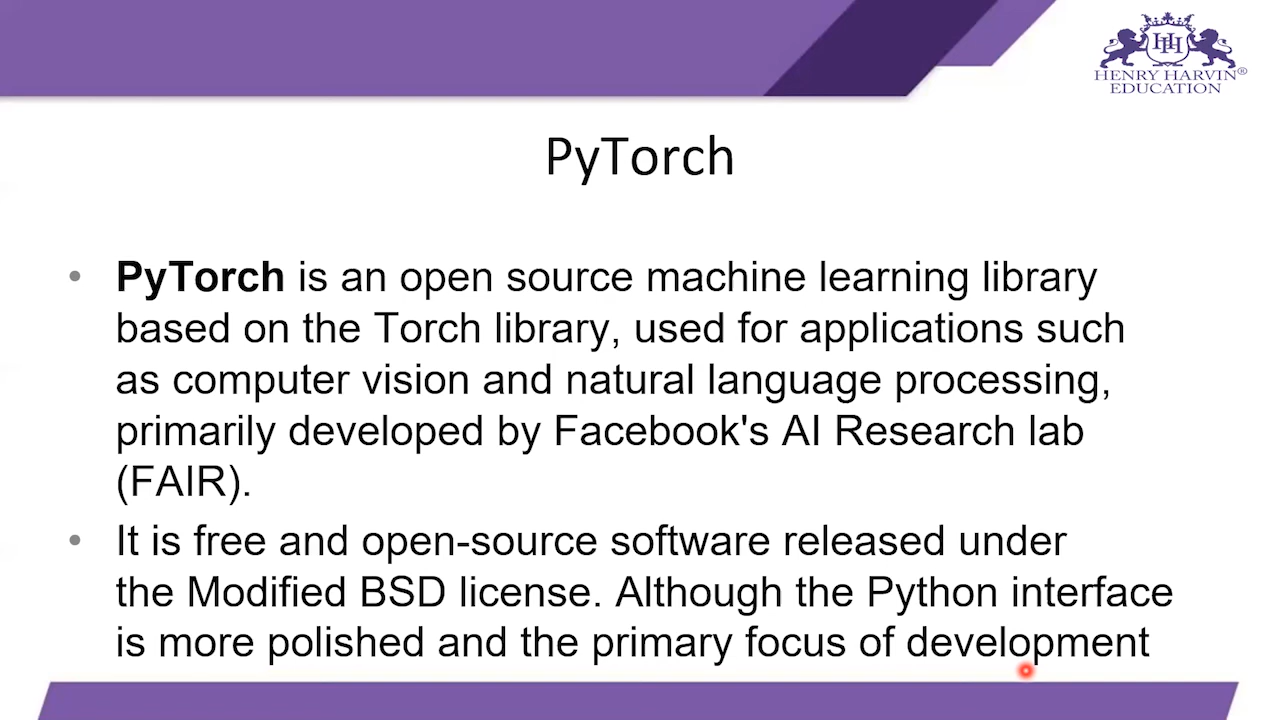 HENRY HARVIN®
EDUCATION
PyTorch
• PyTorch is an open source machine learning library
based on the Torch library, used for applications such
as computer vision and natural language processing,
primarily developed by Facebook's AI Research lab
(FAIR).
• It is free and open-source software released under
the Modified BSD license. Although the Python interface
is more polished and the primary focus of development